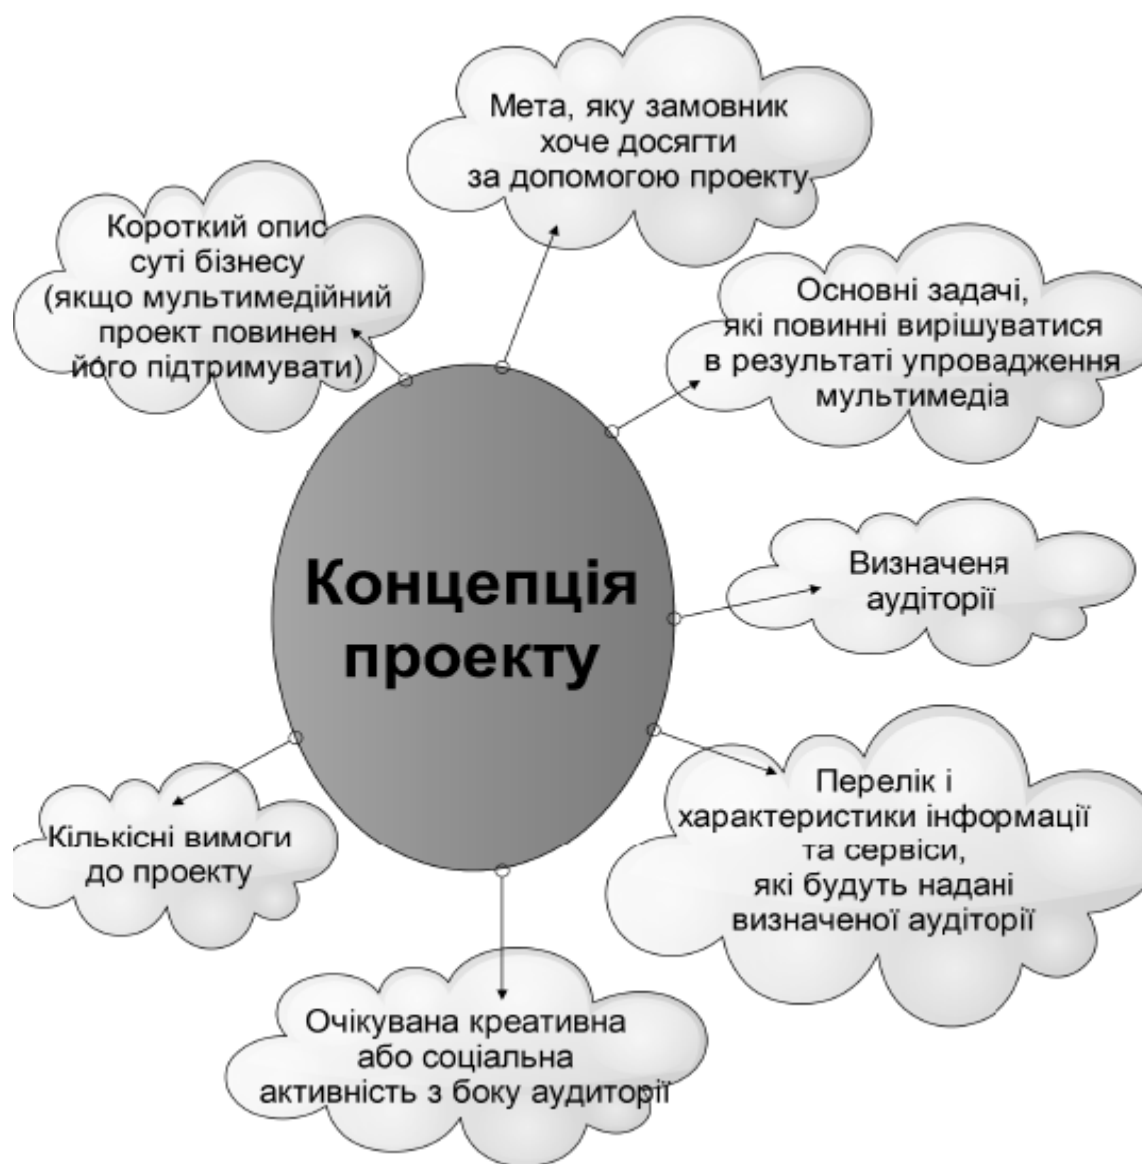 Мета, яку замовник
хоче досягти
за допомогою проекту
Короткий опис
суті бізнесу
(якщо мультимедійний
проект повинен
його підтримувати)
Основні задачі,
які повинні вирішуватися
в результаті упровадження
мультимедіа
Концепція
проекту
Визначеня
аудіторії
Перелік і
характеристики інформації
та сервіси,
які будуть надані
визначеної аудіторії
Кількісні вимоги
до проекту
Очікувана креативна
або соціальна
активність з боку аудиторії